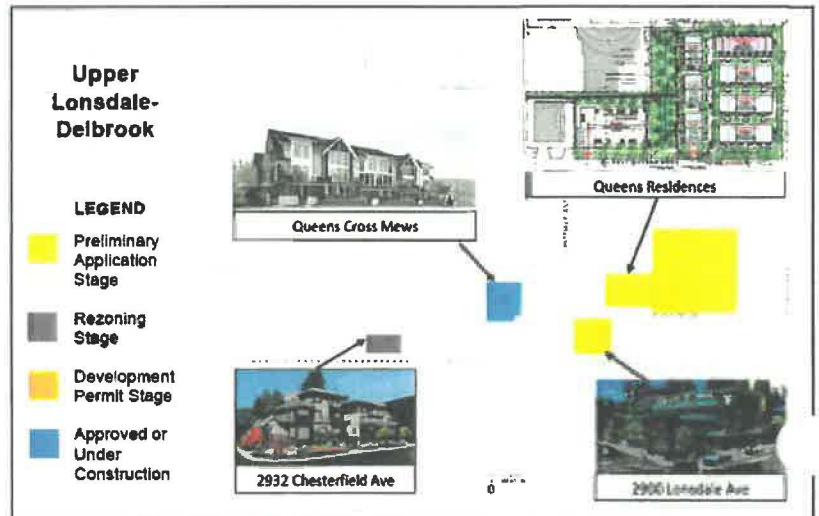 Upper
Lonsdale-
Delbrook
LEGEND
Preliminary
Application
Stage
Rezoning
Stage
Development
Permit Stage
Approved or
Under
Construction
Queens Cross Mews
Queens Residences
2932 Chesterfield Ave
2900 Lonsdale Ave
0